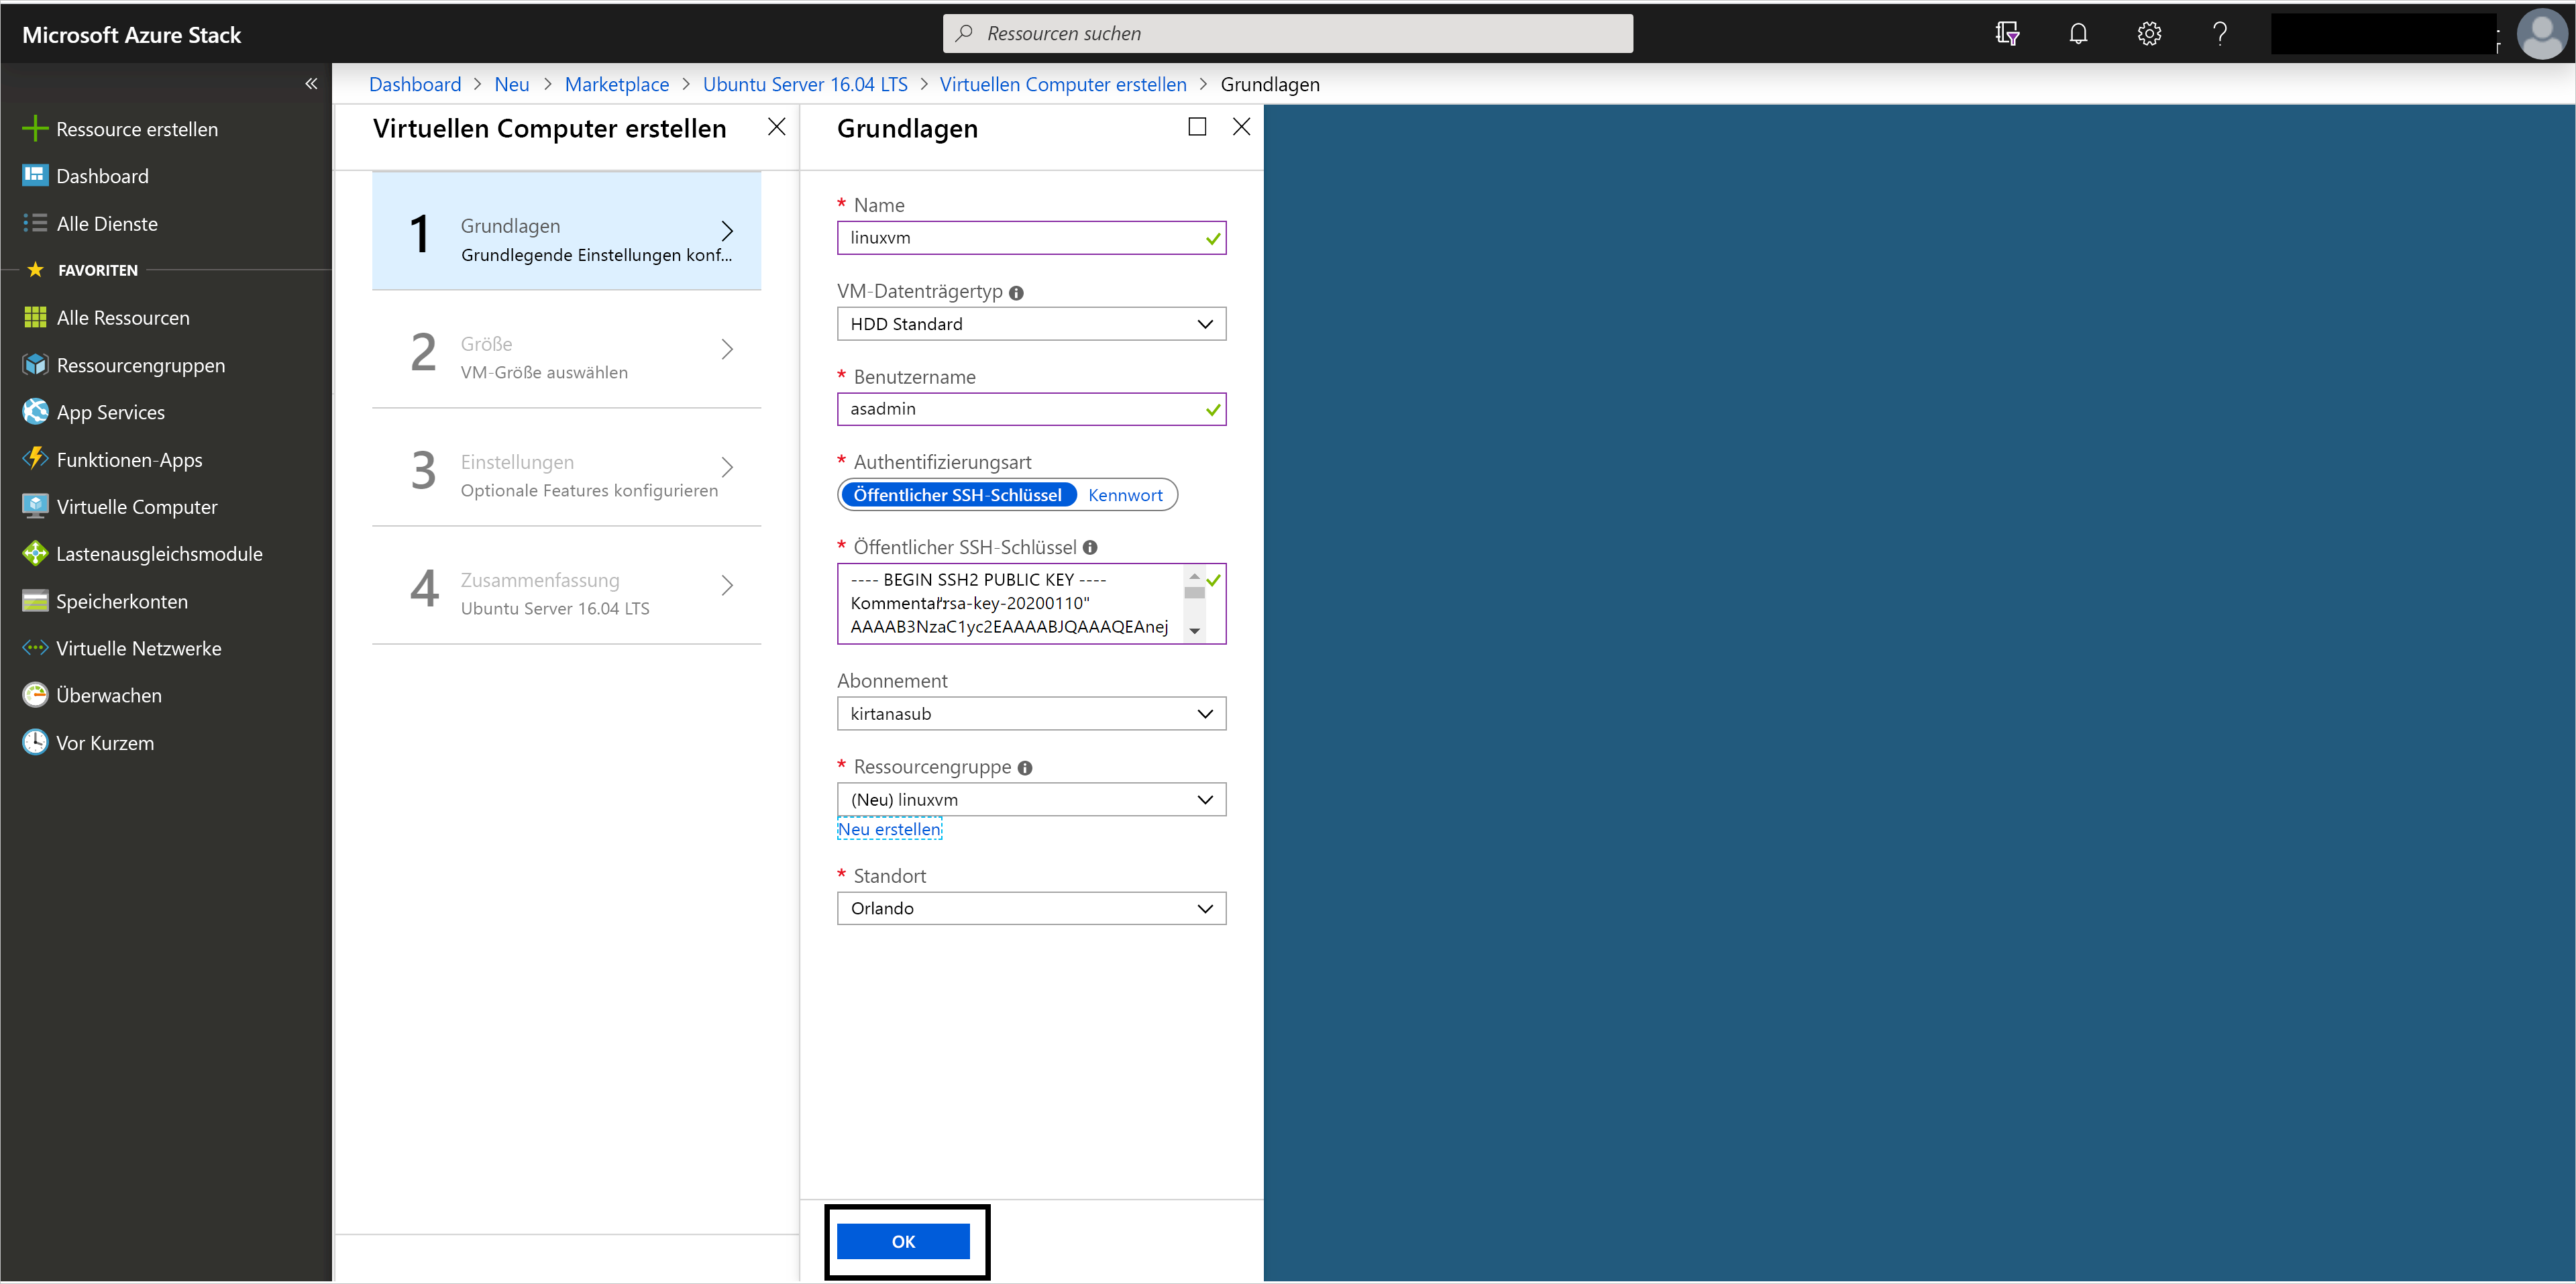 Microsoft Azure Stack
Ressourcen suchen
Dashboard > Neu > Marketplace > Ubuntu Server 16.04 LTS > Virtuellen Computer erstellen > Grundlagen
Ressource erstellen
Dashboard
Alle Dienste
FAVORITEN
Alle Ressourcen
Ressourcengruppen
App Services
Funktionen-Apps
Virtuelle Computer
Lastenausgleichsmodule
Speicherkonten
Virtuelle Netzwerke
Überwachen
Vor Kurzem
Virtuellen Computer erstellen
1
Grundlagen
Grundlegende Einstellungen konf...
2
Größe
VM-Größe auswählen
3
Einstellungen
Optionale Features konfigurieren
4
Zusammenfassung
Ubuntu Server 16.04 LTS
Grundlagen
* Name
linuxvm
VM-Datenträgertyp
HDD Standard
* Benutzername
asadmin
* Authentifizierungsart
Öffentlicher SSH-Schlüssel Kennwort
* Öffentlicher SSH-Schlüssel
---- BEGIN SSH2 PUBLIC KEY ----
Kommentar"rsa-key-20200110"
AAAAB3NzaC1yc2EAAAABJQAAAQEAnej
Abonnement
kirtanasub
* Ressourcengruppe
(Neu) linuxvm
Neu erstellen
* Standort
Orlando
OK